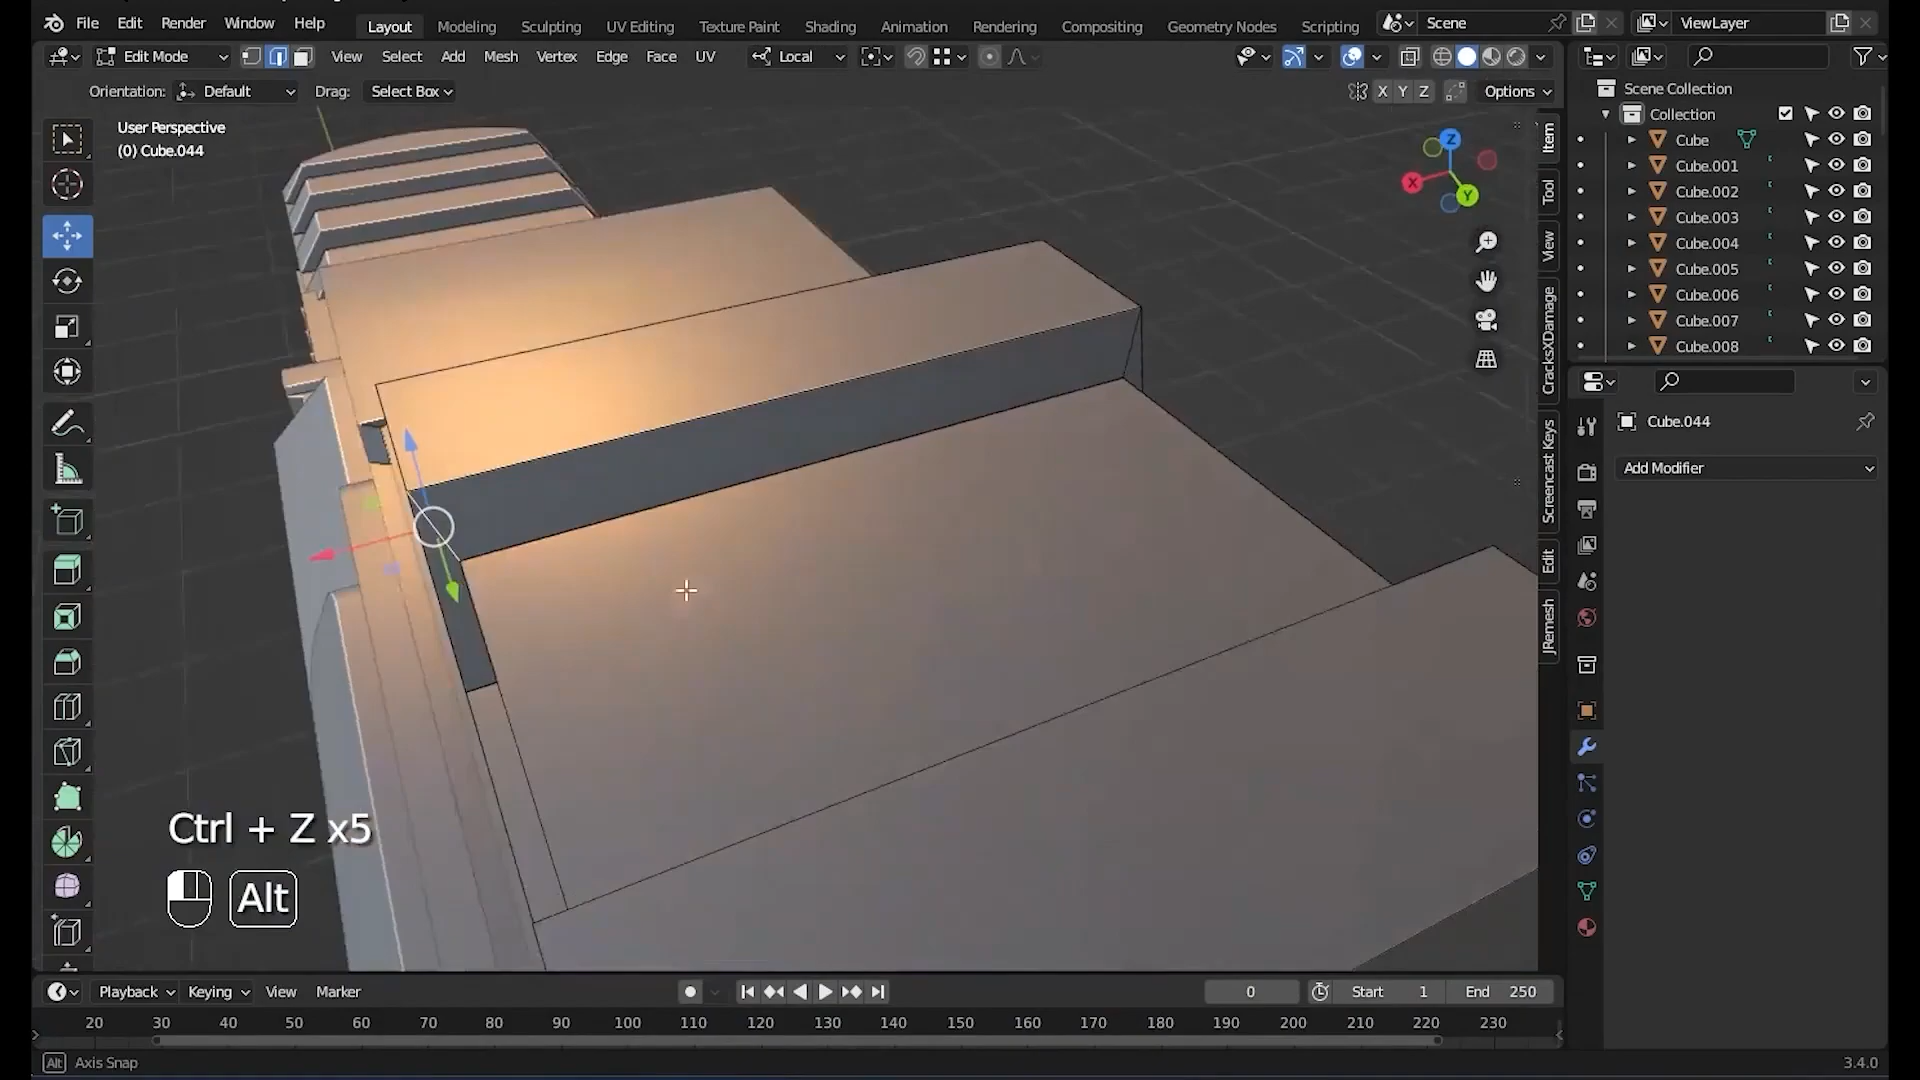 File Edit Render Window Help Layout Modeling Sculpting UV Editing Texture Paint Shading Animation Rendering Compositing Geometry Nodes Scripting Scene ViewLayer
Edit Mode View Select Add Mesh Vertex Edge Face UV Local
Orientation: Default Drag: Select Box X Y Z Options
User Perspective
(0) Cube.044
Z
X
Y
Item
Tool
View
CracksXDamage
Screencast Keys
Edit
JRemesh
Scene Collection
Collection
Cube
Cube.001
Cube.002
Cube.003
Cube.004
Cube.005
Cube.006
Cube.007
Cube.008
Cube.044
Add Modifier
Ctrl + Z x5
Alt
Playback Keying View Marker 0 Start 1 End 250
20 30 40 50 60 70 80 90 100 110 120 130 140 150 160 170 180 190 200 210 220 230
Alt Axis Snap 3.4.0